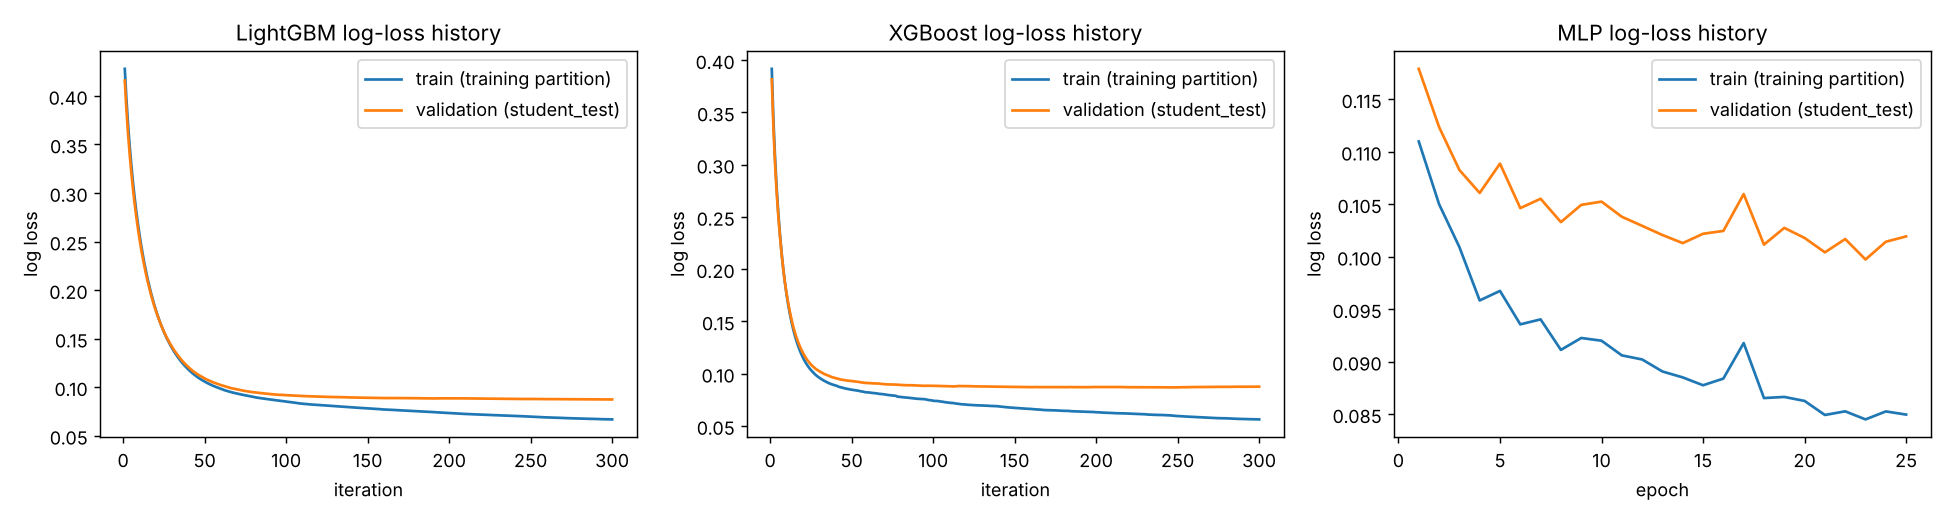 LightGBM log-loss history
train (training partition)
validation (student_test)
log loss
0.40
0.35
0.30
0.25
0.20
0.15
0.10
0.05
0
50
100
150
200
250
300
iteration
XGBoost log-loss history
train (training partition)
validation (student_test)
log loss
0.40
0.35
0.30
0.25
0.20
0.15
0.10
0.05
0
50
100
150
200
250
300
iteration
MLP log-loss history
train (training partition)
validation (student_test)
log loss
0.115
0.110
0.105
0.100
0.095
0.090
0.085
0
5
10
15
20
25
epoch